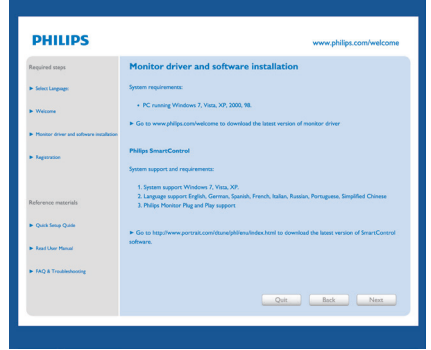 PHILIPS
www.philips.com/welcome
Required steps
► Select Language:
► Welcome
► Monitor driver and software installation
► Registration
Reference materials
► Quick Setup Quide
► Read User Manual
► FAQ & Troubleshooting
Monitor driver and software installation
System requirements:
• PC running Windows 7, Vista, XP, 2000, 98.
► Go to www.philips.com/welcome to download the latest version of monitor driver
Philips SmartControl
System support and requirements:
1. System support Windows 7, Vista, XP.
2. Language support English, German, Spanish, French, Italian, Russian, Portuguese, Simplified Chinese
3. Philips Monitor Plug and Play support
► Go to http://www.portrait.com/dtune/phil/enu/index.html to download the latest version of SmartControl
software.
Quit
Back
Next